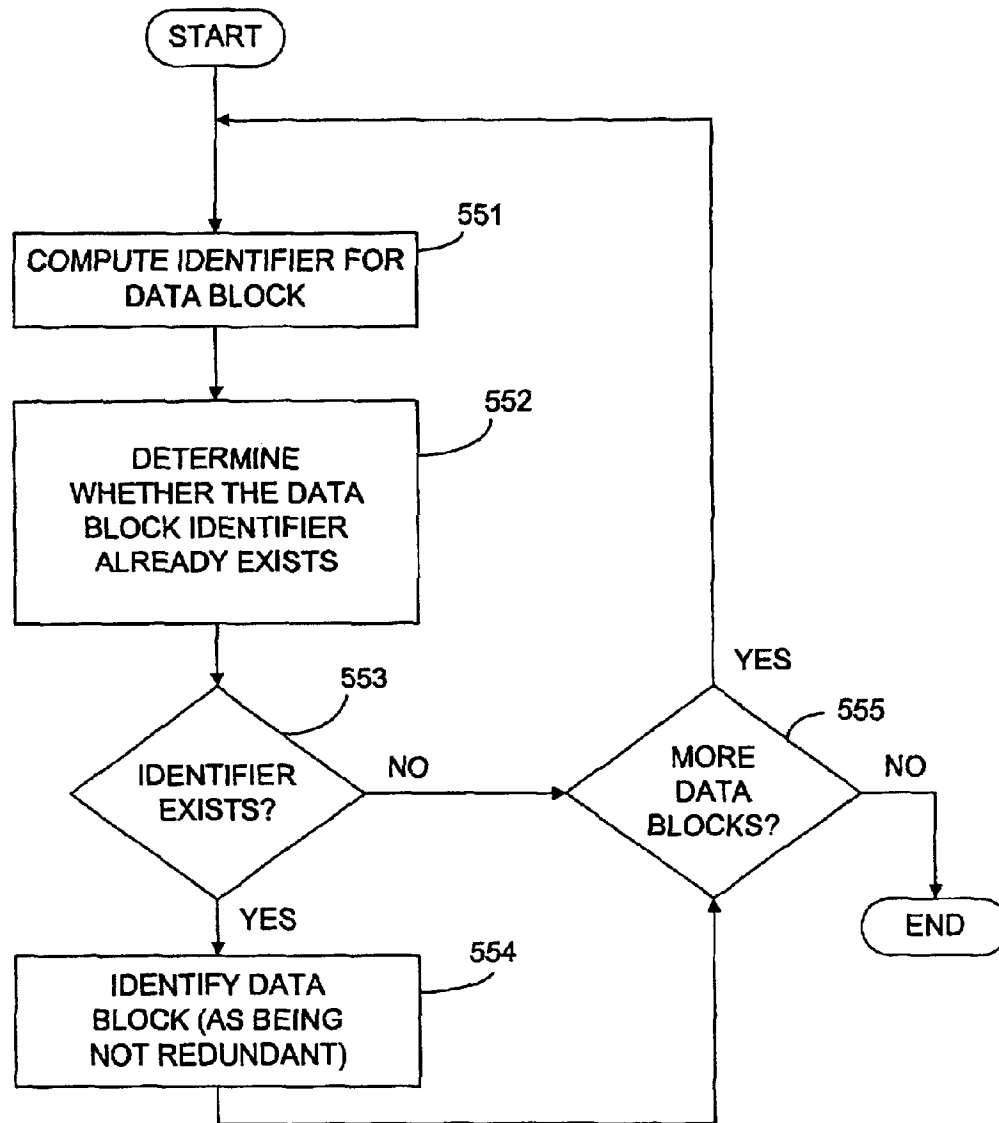 START
551
COMPUTE IDENTIFIER FOR
DATA BLOCK
552
DETERMINE
WHETHER THE DATA
BLOCK IDENTIFIER
ALREADY EXISTS
553
IDENTIFIER
EXISTS?
NO
YES
554
IDENTIFY DATA
BLOCK (AS BEING
NOT REDUNDANT)
YES
555
MORE
DATA
BLOCKS?
NO
END